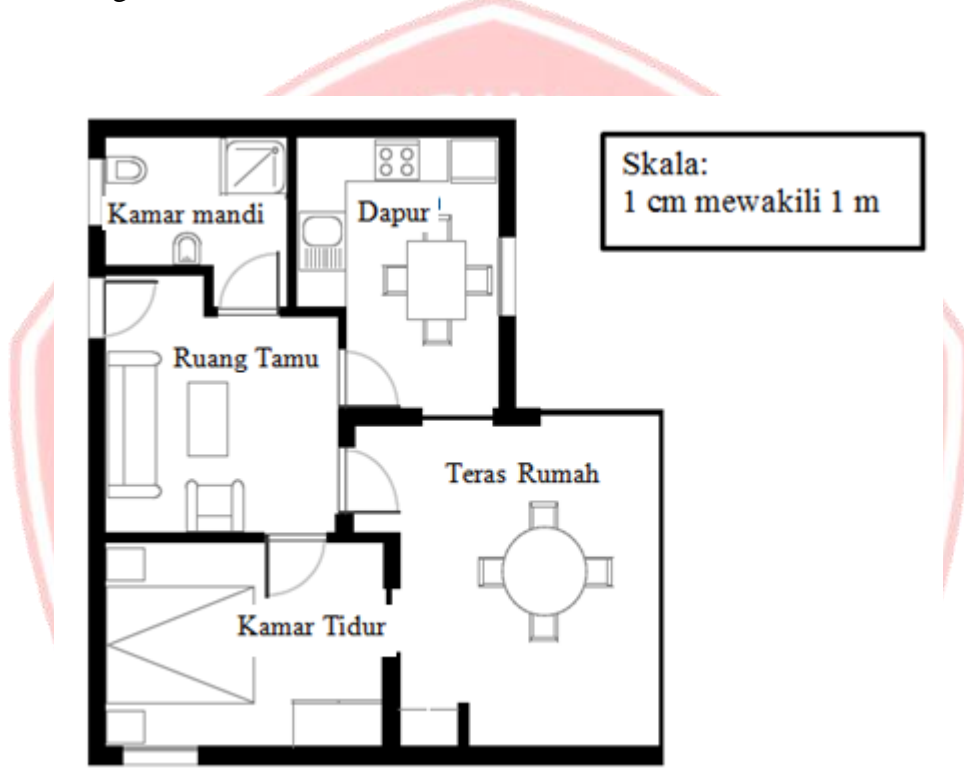 Skala:
1 cm mewakili 1 m
Kamar mandi
Dapur
Ruang Tamu
Teras Rumah
Kamar Tidur